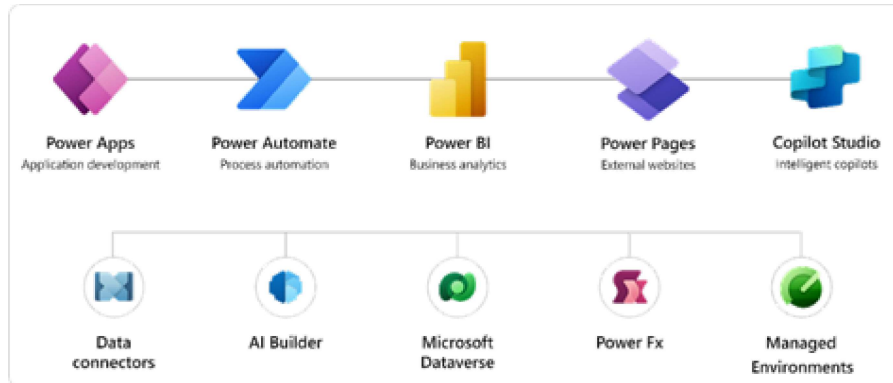 Power Apps
Application development
Power Automate
Process automation
Power BI
Business analytics
Power Pages
External websites
Copilot Studio
Intelligent copilots
Data
connectors
AI Builder
Microsoft
Dataverse
Power Fx
Managed
Environments